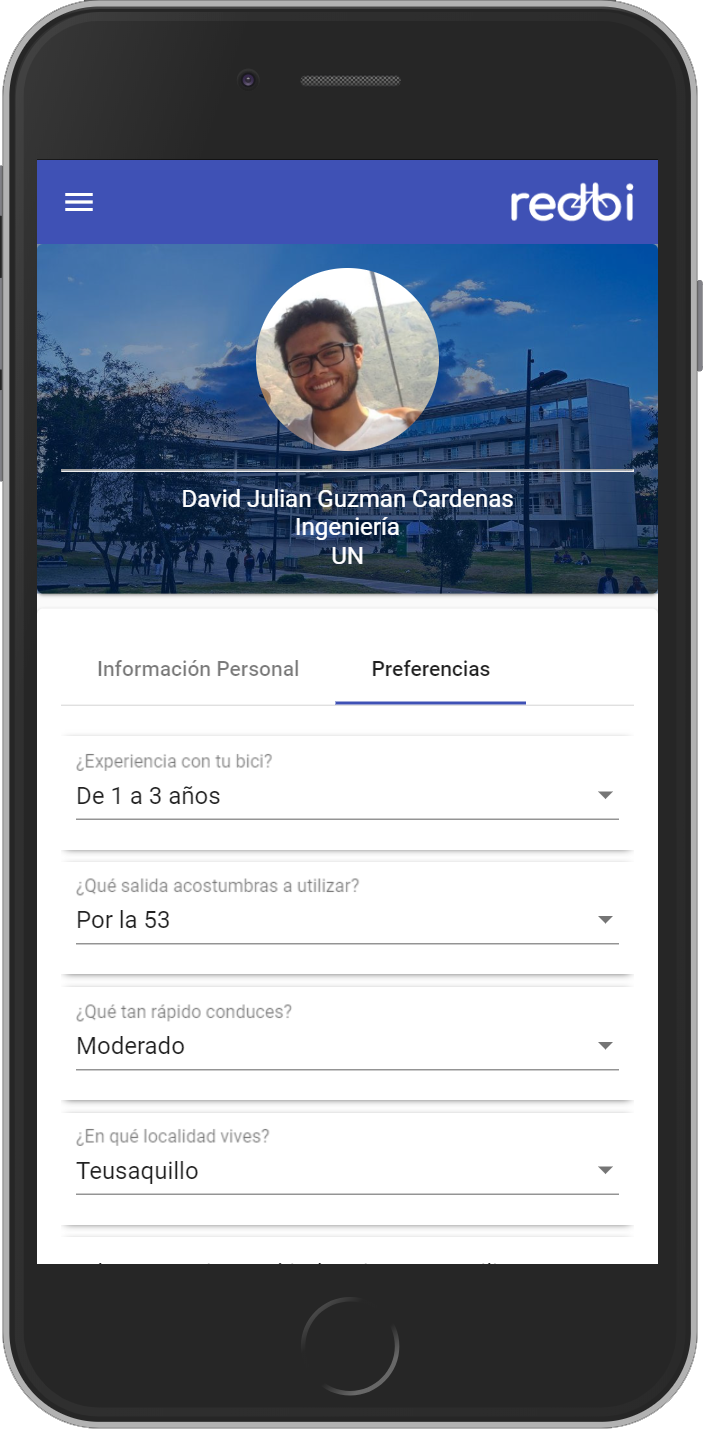 redbi
David Julian Guzman Cardenas
Ingeniería
UN
Información Personal Preferencias
¿Experiencia con tu bici?
De 1 a 3 años
¿Qué salida acostumbras a utilizar?
Por la 53
¿Qué tan rápido conduces?
Moderado
¿En qué localidad vives?
Teusaquillo